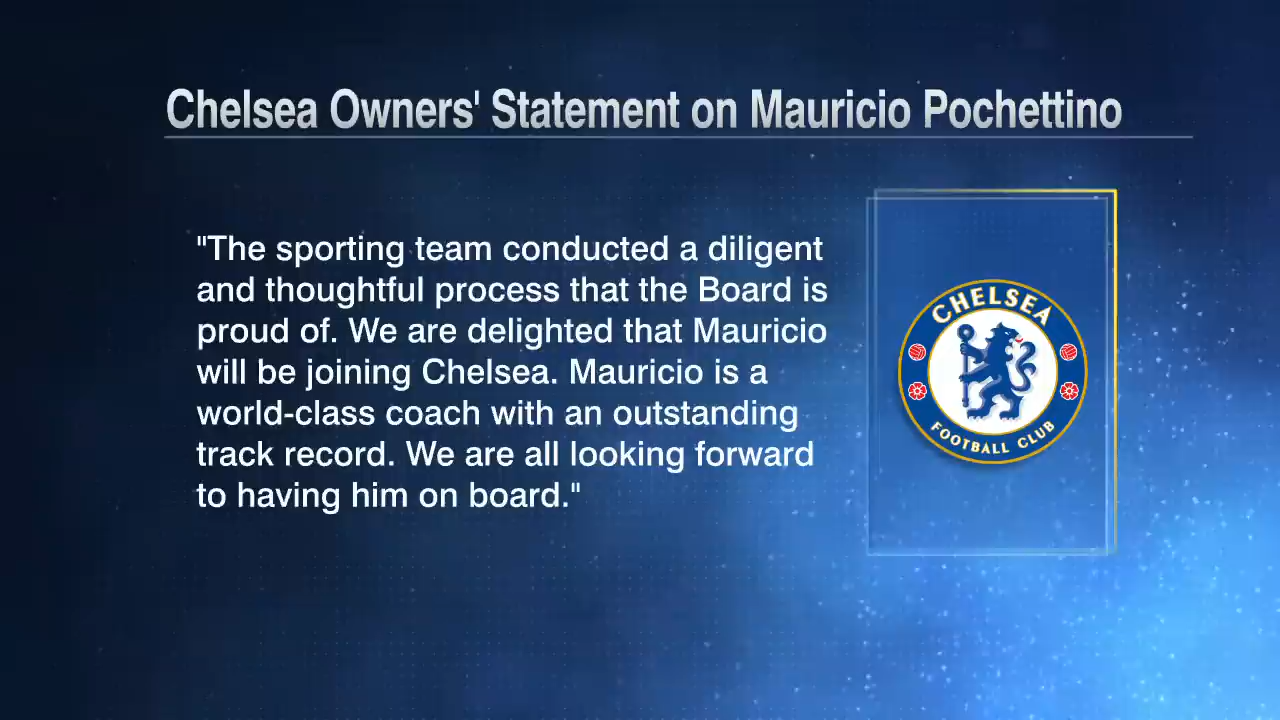 Chelsea Owners' Statement on Mauricio Pochettino
"The sporting team conducted a diligent
and thoughtful process that the Board is
proud of. We are delighted that Mauricio
will be joining Chelsea. Mauricio is a
world-class coach with an outstanding
track record. We are all looking forward
to having him on board."
CHELSEA
FOOTBALL CLUB